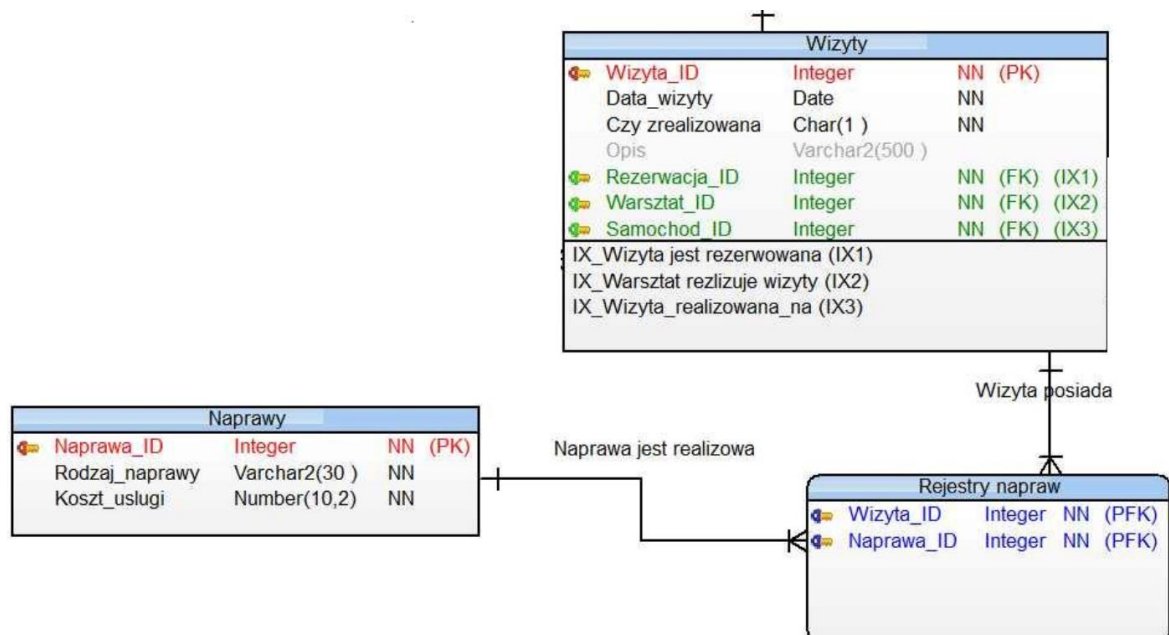 Wizyty
Wizyta_ID Integer NN (PK)
Data_wizyty Date NN
Czy zrealizowana Char(1 ) NN
Opis Varchar2(500 )
Rezerwacja_ID Integer NN (FK) (IX1)
Warsztat_ID Integer NN (FK) (IX2)
Samochod_ID Integer NN (FK) (IX3)
IX_Wizyta jest rezerwowana (IX1)
IX_Warsztat rezlizuje wizyty (IX2)
IX_Wizyta_realizowana_na (IX3)
Wizyta posiada
Naprawy
Naprawa_ID Integer NN (PK)
Rodzaj_naprawy Varchar2(30 ) NN
Koszt_uslugi Number(10,2) NN
Naprawa jest realizowa
Rejestry napraw
Wizyta_ID Integer NN (PFK)
Naprawa_ID Integer NN (PFK)